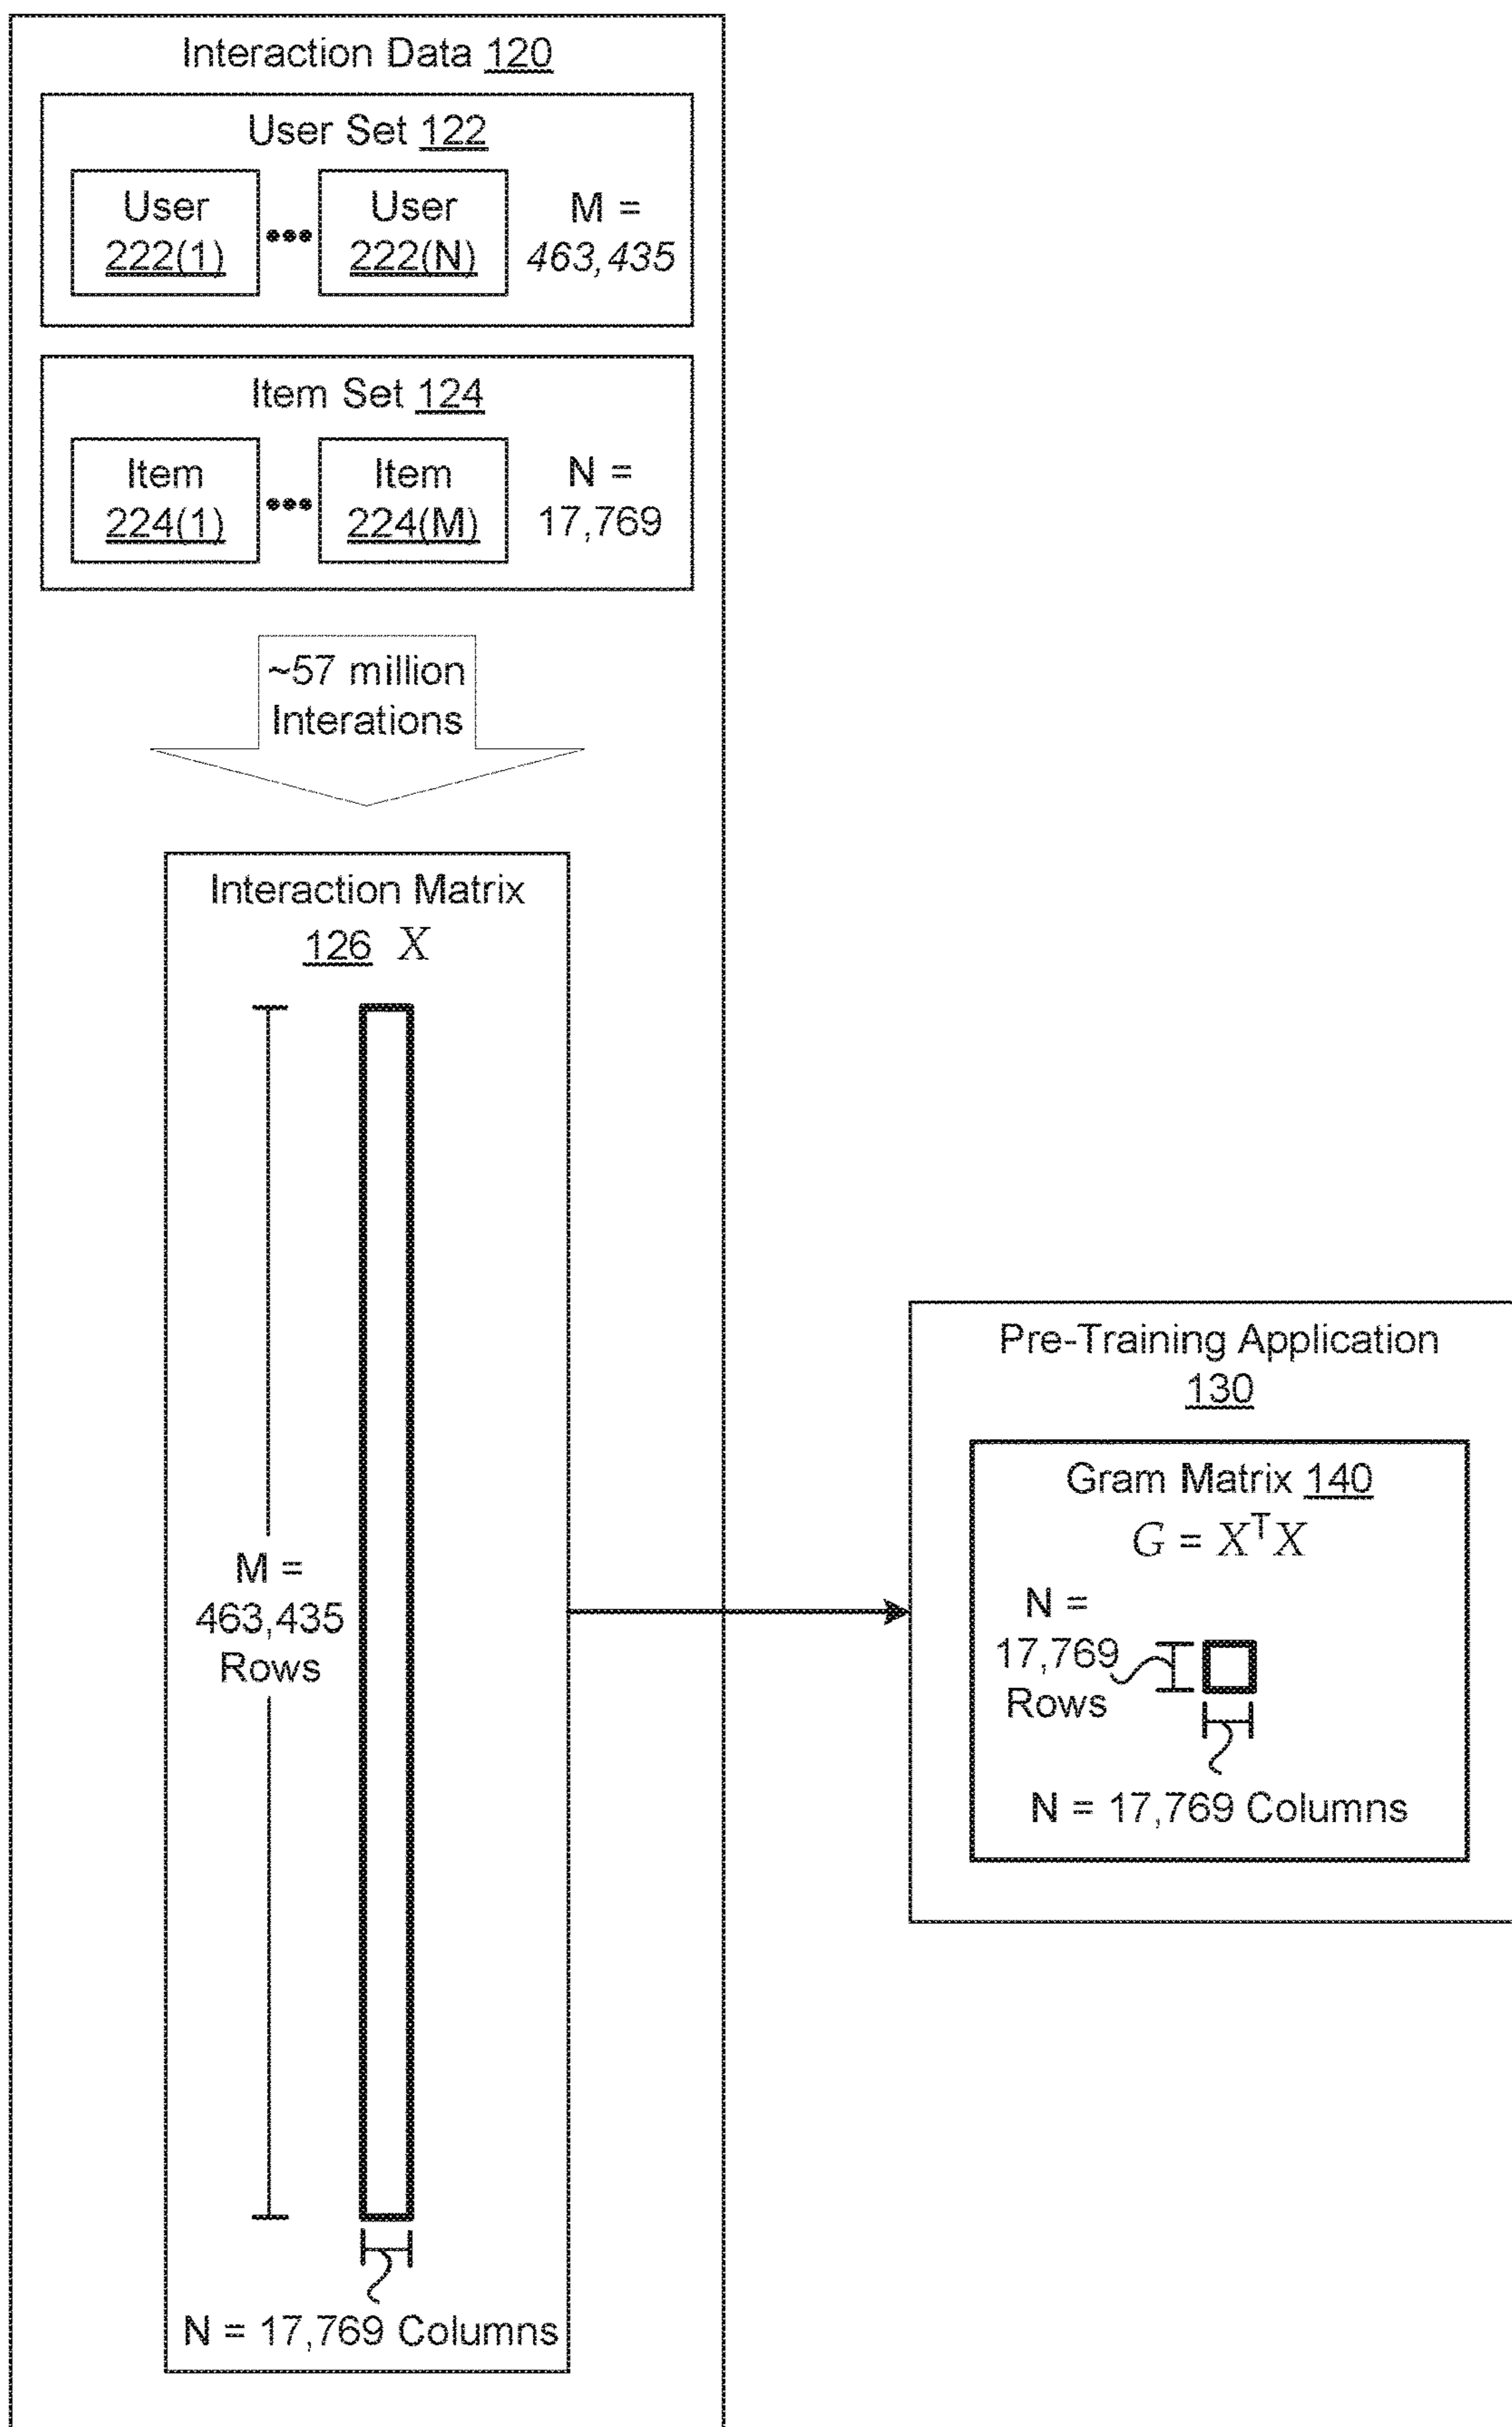 Interaction Data 120
User Set 122
User
222(1)
•••
User
222(N)
M =
463,435
Item Set 124
Item
224(1)
•••
Item
224(M)
N =
17,769
~57 million
Interations
Interaction Matrix
126 X
M =
463,435
Rows
N = 17,769 Columns
Pre-Training Application
130
Gram Matrix 140
G = XᵀX
N =
17,769
Rows
N = 17,769 Columns